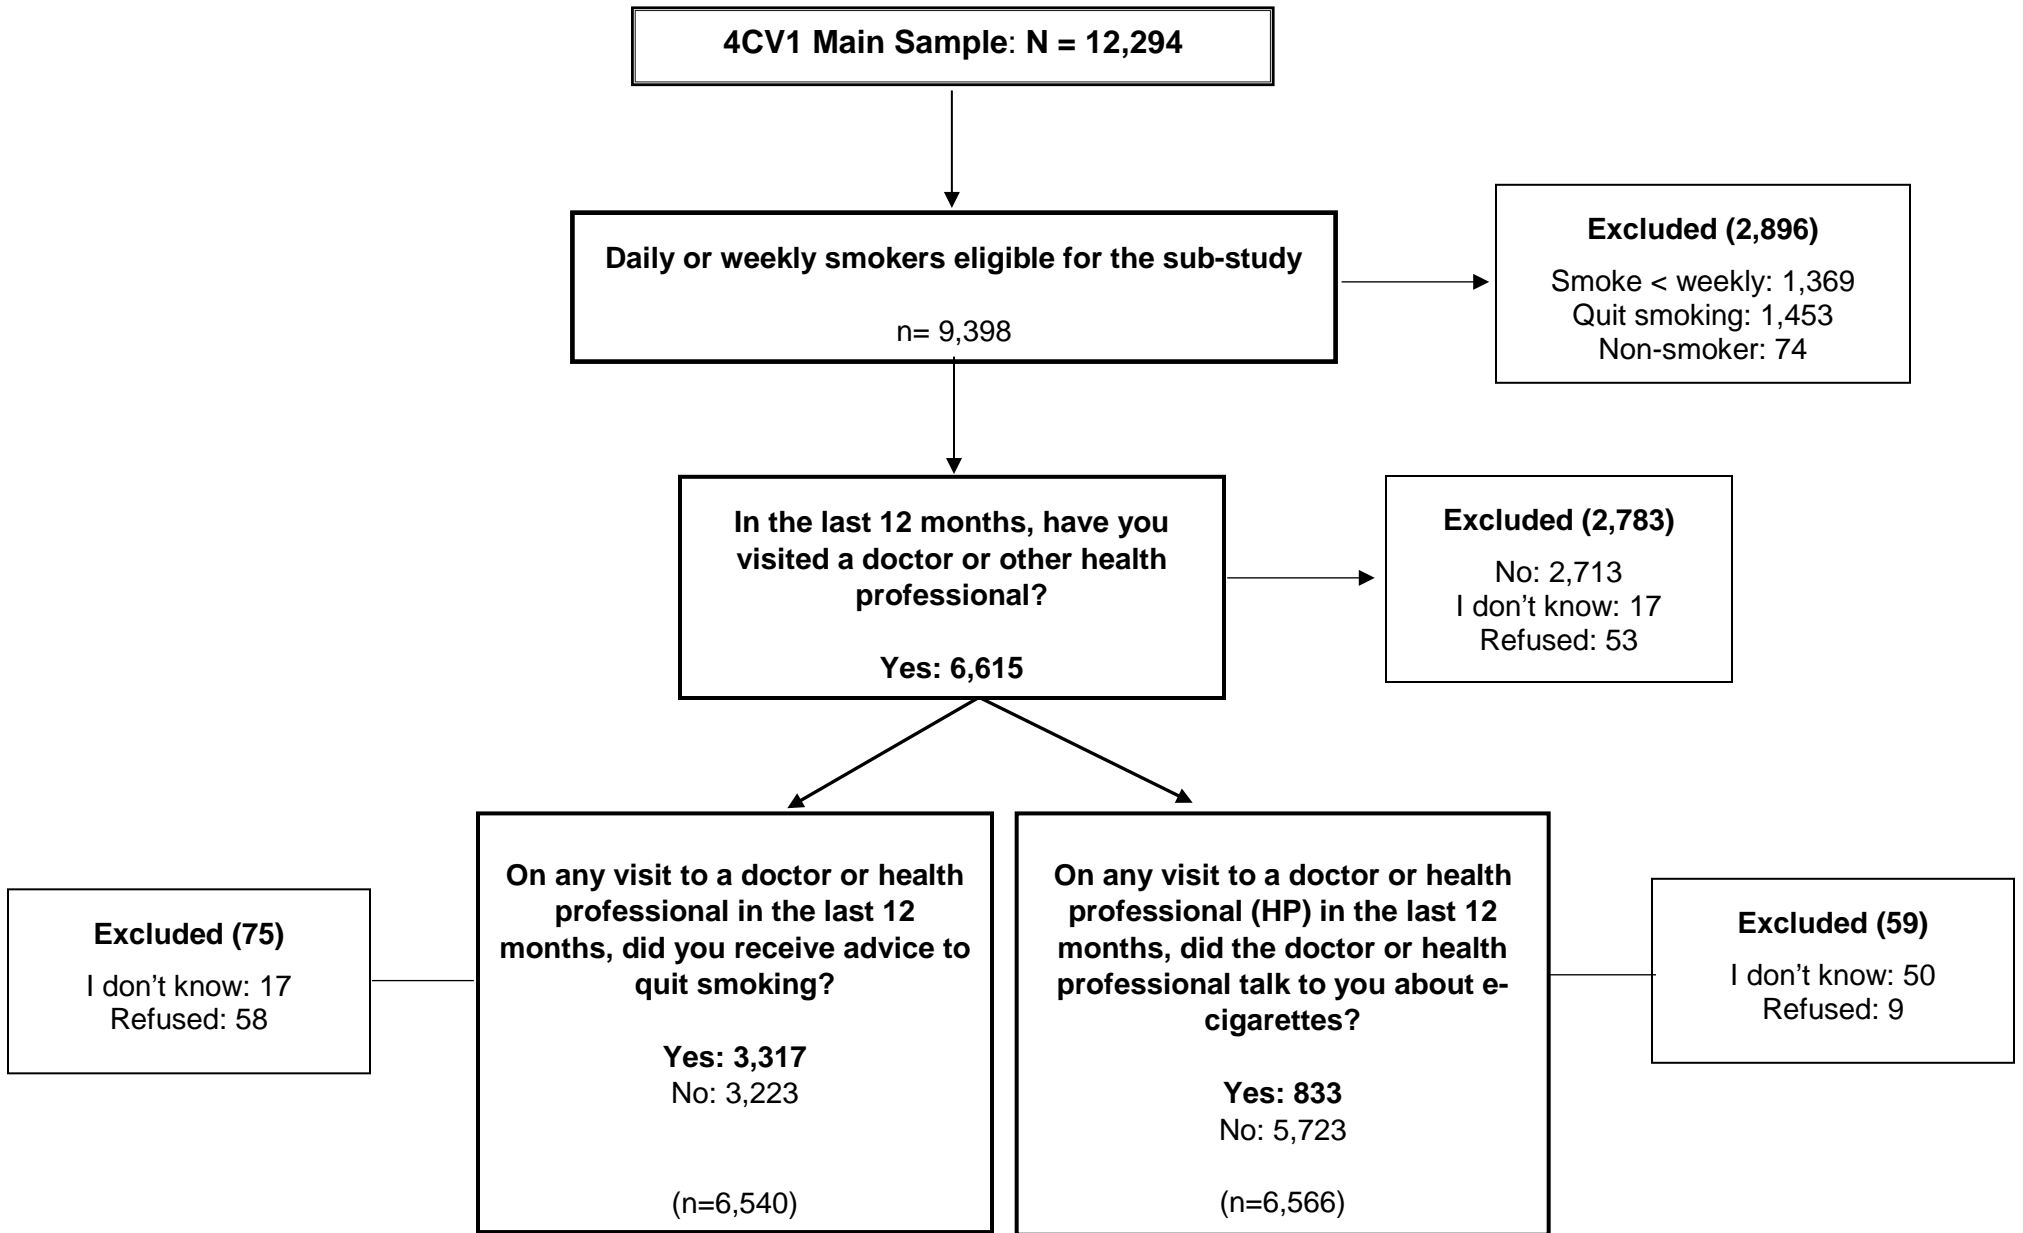 4CV1 Main Sample: N = 12,294
Daily or weekly smokers eligible for the sub-study
n= 9,398
Excluded (2,896)
Smoke < weekly: 1,369
Quit smoking: 1,453
Non-smoker: 74
In the last 12 months, have you
visited a doctor or other health
professional?
Yes: 6,615
Excluded (2,783)
No: 2,713
I don’t know: 17
Refused: 53
Excluded (75)
I don’t know: 17
Refused: 58
On any visit to a doctor or health
professional in the last 12
months, did you receive advice to
quit smoking?
Yes: 3,317
No: 3,223
(n=6,540)
On any visit to a doctor or health
professional (HP) in the last 12
months, did the doctor or health
professional talk to you about e-
cigarettes?
Yes: 833
No: 5,723
(n=6,566)
Excluded (59)
I don’t know: 50
Refused: 9